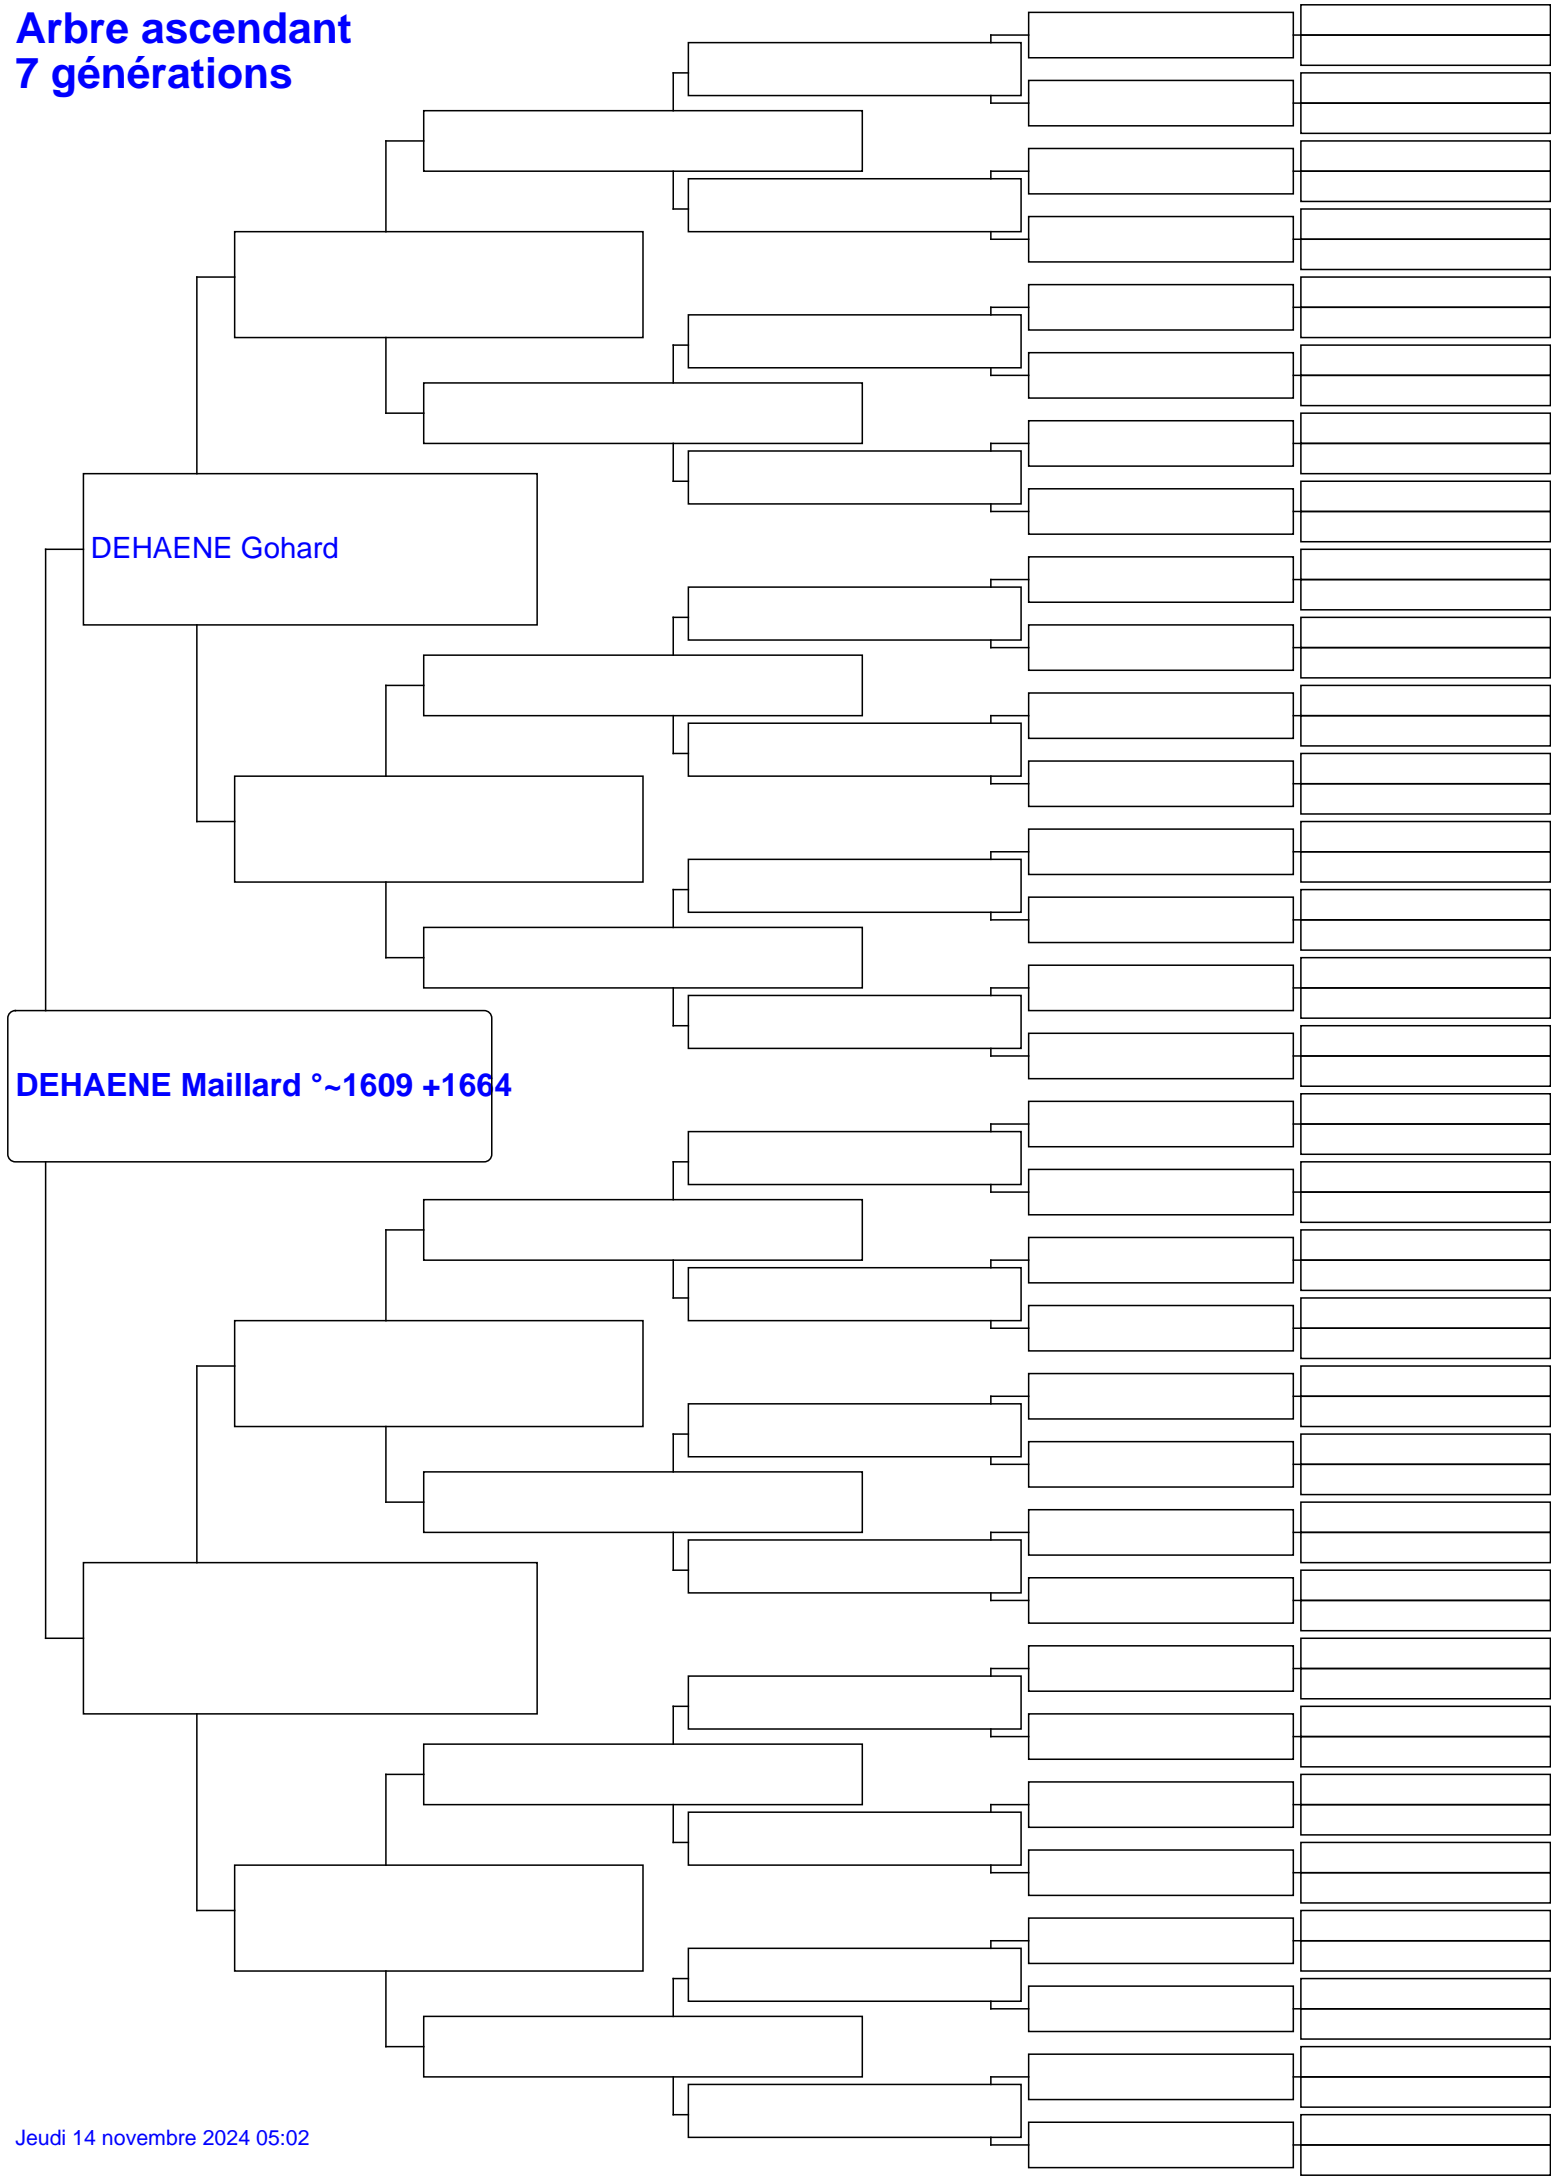 Arbre ascendant
7 générations
DEHAENE Gohard
DEHAENE Maillard °~1609 +1664
Jeudi 14 novembre 2024 05:02